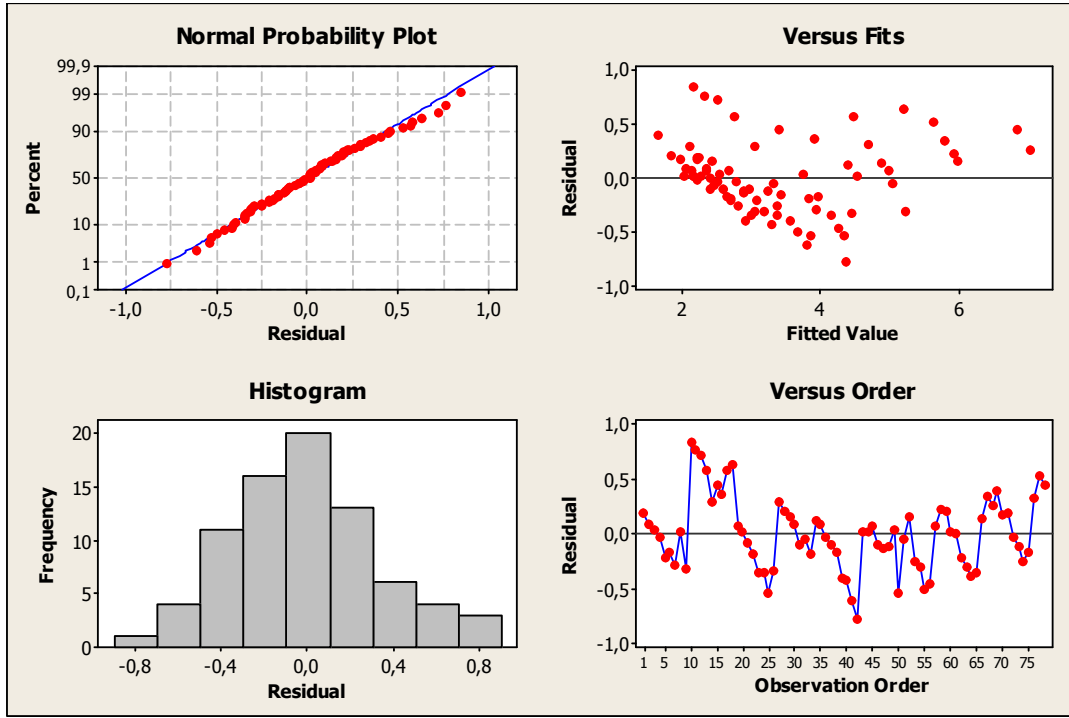 Normal Probability Plot
99,9
99
90
50
10
1
0,1
Percent
-1,0 -0,5 0,0 0,5 1,0
Residual
Versus Fits
1,0
0,5
0,0
-0,5
-1,0
Residual
2 4 6
Fitted Value
Histogram
20
15
10
5
0
Frequency
-0,8 -0,4 0,0 0,4 0,8
Residual
Versus Order
1,0
0,5
0,0
-0,5
-1,0
Residual
1 5 10 15 20 25 30 35 40 45 50 55 60 65 70 75
Observation Order